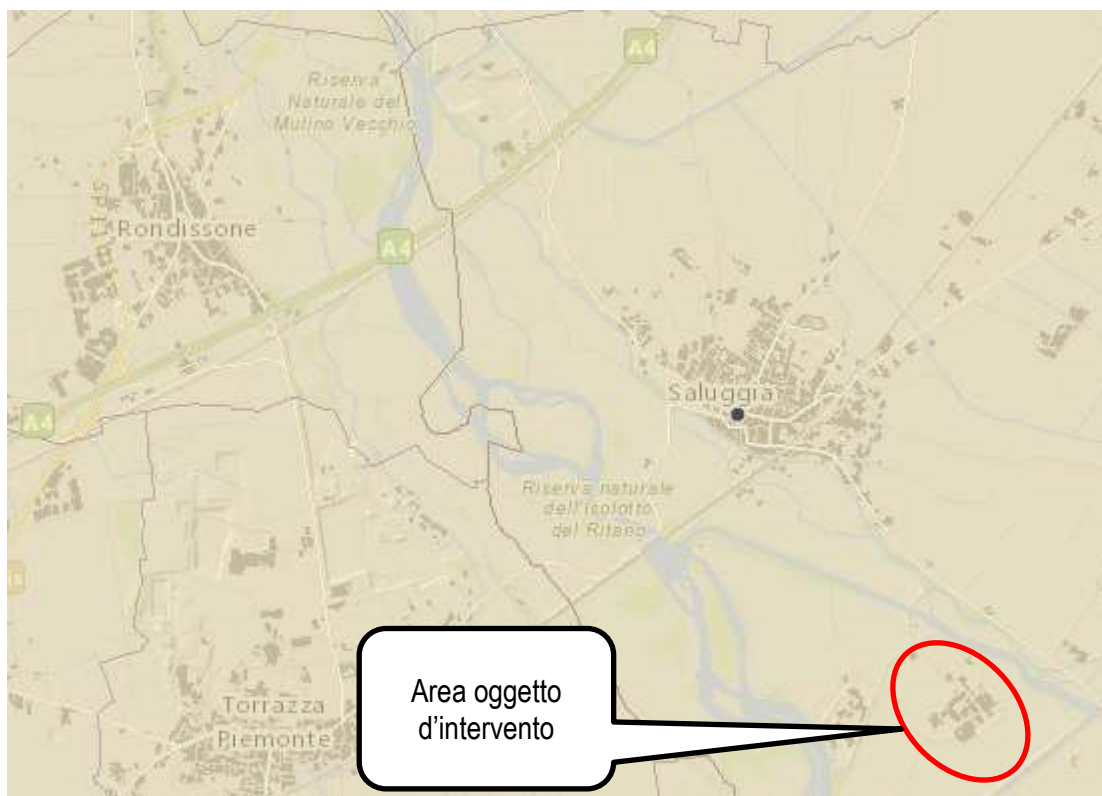 A4
Riserva
Naturale del
Mulino Vecchio
SP11
Rondissone
A4
A4
Saluggia
Riserva naturale
dell'isolotto
del Ritano
Area oggetto
d'intervento
Torrazza
Piemonte